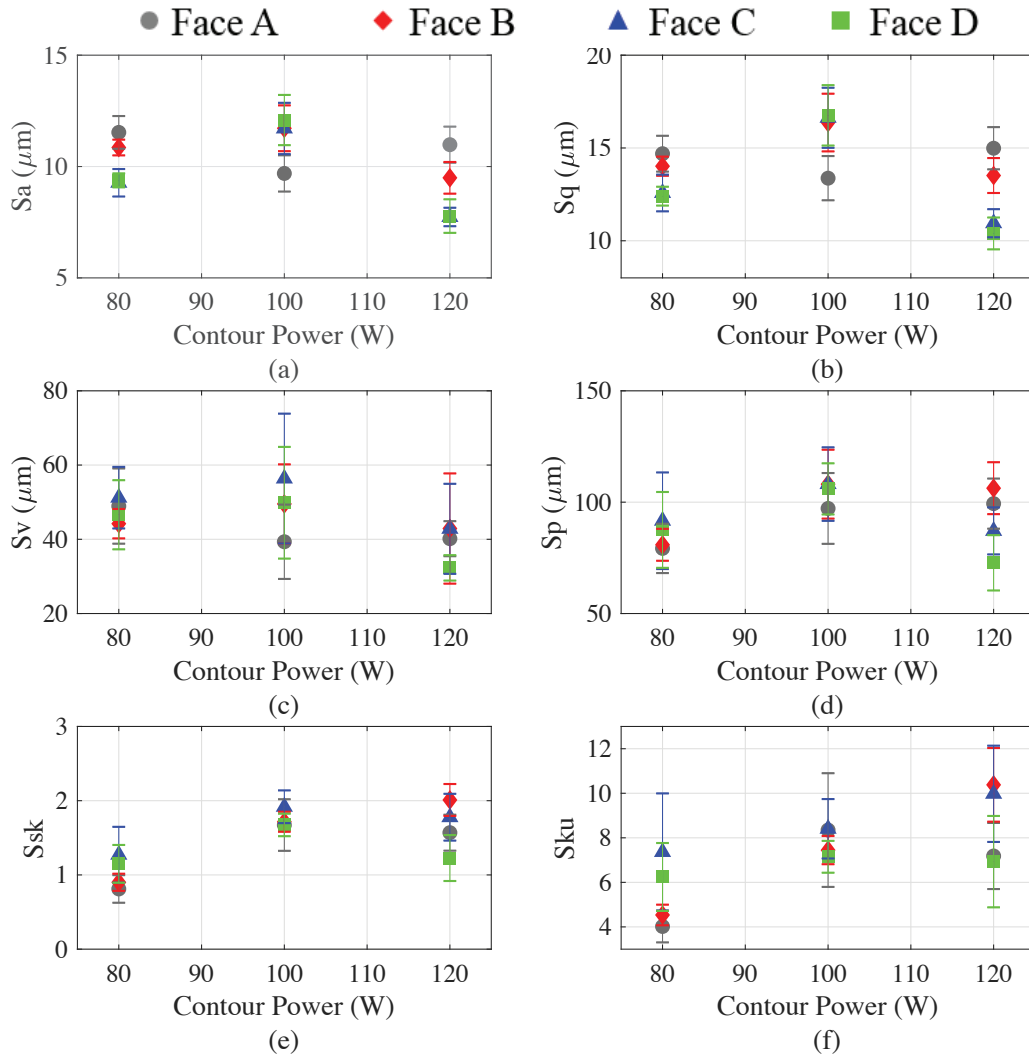 Face A Face B Face C Face D
15
10
5
Sa (μm)
80 90 100 110 120
Contour Power (W)
(a)
20
15
10
Sq (μm)
80 90 100 110 120
Contour Power (W)
(b)
80
60
40
20
Sv (μm)
80 90 100 110 120
Contour Power (W)
(c)
150
100
50
Sp (μm)
80 90 100 110 120
Contour Power (W)
(d)
3
2
1
0
Ssk
80 90 100 110 120
Contour Power (W)
(e)
12
10
8
6
4
Sku
80 90 100 110 120
Contour Power (W)
(f)